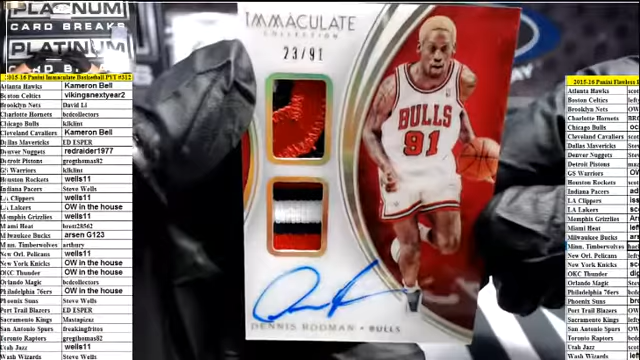 PLATINUM
CARD BREAKS
PLATINUM
CARD BREAKS
2015-16 Panini Immaculate Basketball PYT #312
Atlanta Hawks Kameron Bell
Boston Celtics vikingsnextyear2
Brooklyn Nets David Li
Charlotte Hornets bcdcollectors
Chicago Bulls klklint
Cleveland Cavaliers Kameron Bell
Dallas Mavericks ED ESPER
Denver Nuggets redraider1977
Detroit Pistons gregthomas82
GS Warriors klklint
Houston Rockets wells11
Indiana Pacers Steve Wells
LA Clippers wells11
LA Lakers OW in the house
Memphis Grizzlies wells11
Miami Heat brett28562
Milwaukee Bucks arsen G123
Minn. Timberwolves arthury
New Orl. Pelicans wells11
New York Knicks OW in the house
OKC Thunder OW in the house
Orlando Magic bcdcollectors
Philadelphia 76ers OW in the house
Phoenix Suns Steve Wells
Port Trail Blazers ED ESPER
Sacramento Kings
San Antonio Spurs freakingfritos
Toronto Raptors gregthomas82
Utah Jazz wells11
Wash Wizards Steve Wells
IMMACULATE
COLLECTION
23/91
BULLS
91
DENNIS RODMAN • BULLS
2015-16 Panini Flawless
Atlanta Hawks
Boston Celtics
Brooklyn Nets
Charlotte Hornets
Chicago Bulls
Cleveland Cavaliers
Dallas Mavericks
Denver Nuggets
Detroit Pistons
GS Warriors
Houston Rockets
Indiana Pacers
LA Clippers
LA Lakers
Memphis Grizzlies
Miami Heat
Milwaukee Bucks
Minn. Timberwolves
New Orl. Pelicans
New York Knicks
OKC Thunder
Orlando Magic
Philadelphia 76ers
Phoenix Suns
Port Trail Blazers
Sacramento Kings
San Antonio Spurs
Toronto Raptors
Utah Jazz
Wash Wizards